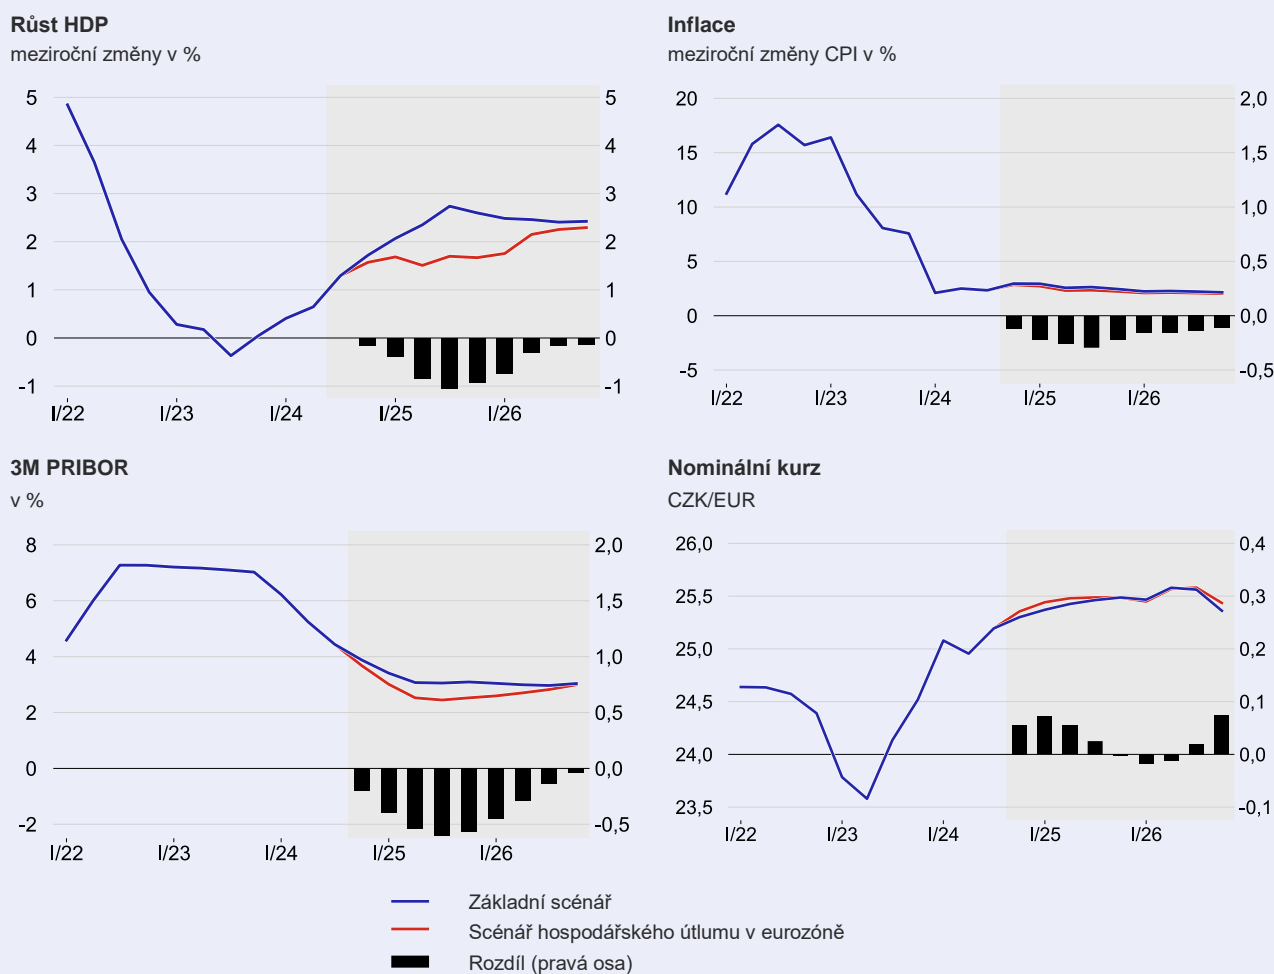 Růst HDP
meziroční změny v %
5 5
4 4
3 3
2 2
1 1
0 0
-1 -1
I/22 I/23 I/24 I/25 I/26
Inflace
meziroční změny CPI v %
20 2,0
15 1,5
10 1,0
5 0,5
0 0,0
-5 -0,5
I/22 I/23 I/24 I/25 I/26
3M PRIBOR
v %
8 2,0
6 1,5
4 1,0
2 0,5
0 0,0
-2 -0,5
I/22 I/23 I/24 I/25 I/26
Nominální kurz
CZK/EUR
26,0 0,4
25,5 0,3
25,0 0,2
24,5 0,1
24,0 0,0
23,5 -0,1
I/22 I/23 I/24 I/25 I/26
Základní scénář
Scénář hospodářského útlumu v eurozóně
Rozdíl (pravá osa)